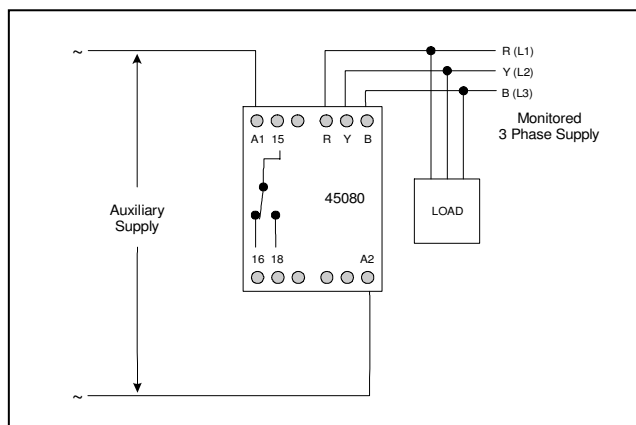 ~
R (L1)
Y (L2)
B (L3)
Monitored
3 Phase Supply
A1 15 R Y B
45080
LOAD
Auxiliary
Supply
16 18 A2
~